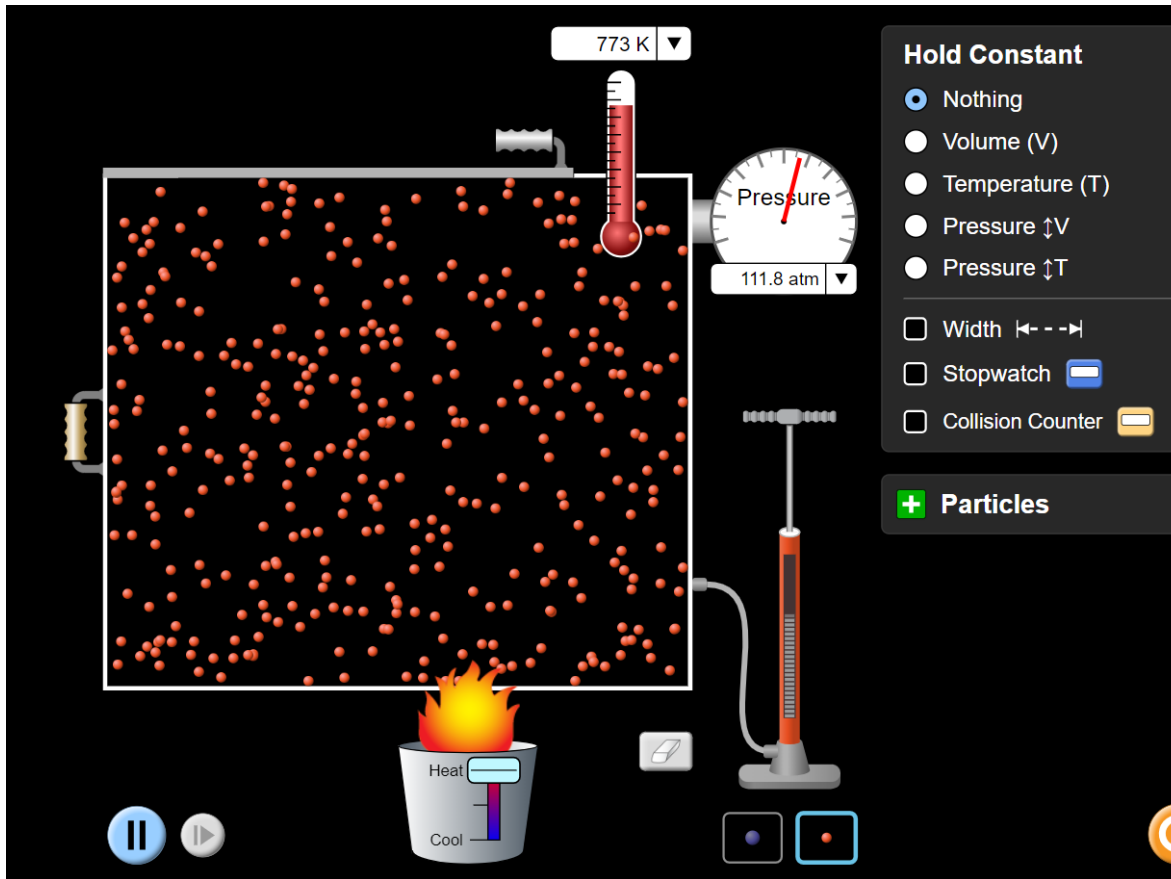 773 K
Hold Constant
Nothing
Volume (V)
Temperature (T)
Pressure ↕V
Pressure ↕T
Pressure
111.8 atm
Width
Stopwatch
Collision Counter
Particles
Heat
Cool